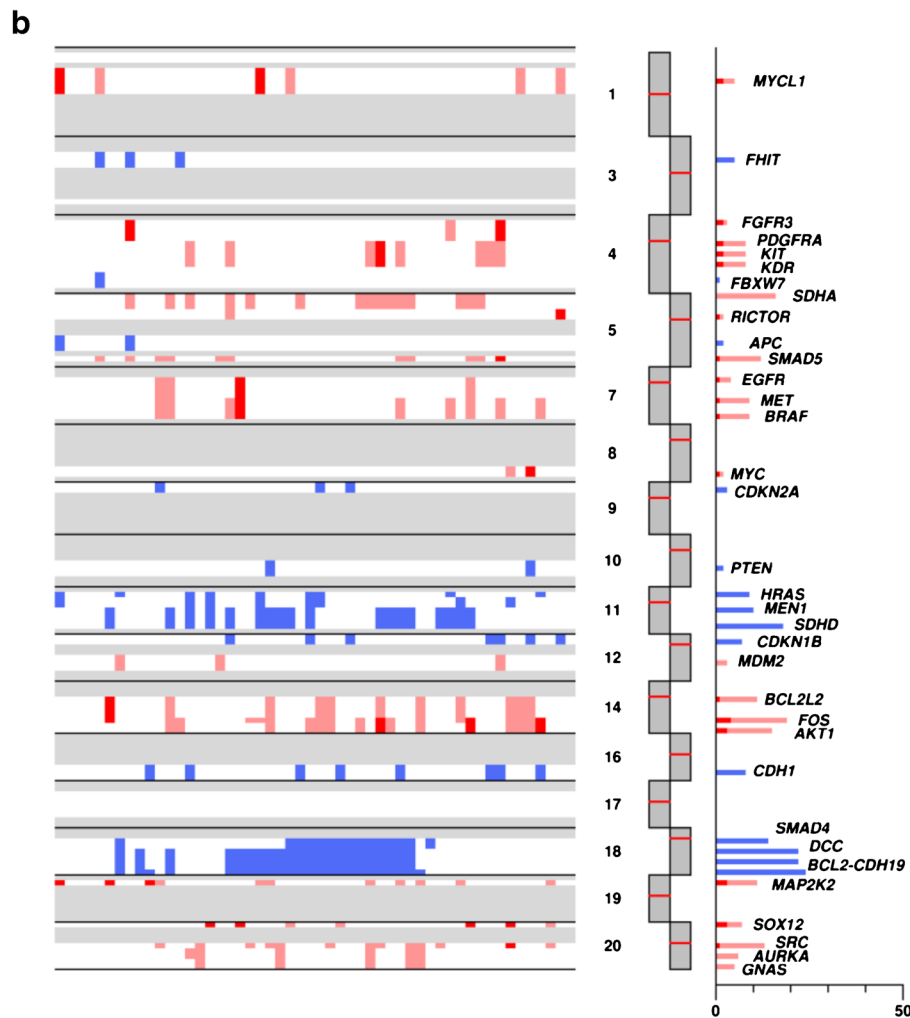 b
1 MYCL1
3 FHIT
FGFR3
PDGFRA
4 KIT
KDR
FBXW7
SDHA
RICTOR
5
APC
SMAD5
EGFR
7 MET
BRAF
8
MYC
CDKN2A
9
10 PTEN
HRAS
11 MEN1
SDHD
CDKN1B
12 MDM2
BCL2L2
14
FOS
AKT1
16
CDH1
17
SMAD4
18 DCC
BCL2-CDH19
MAP2K2
19
SOX12
20 SRC
AURKA
GNAS
0 50